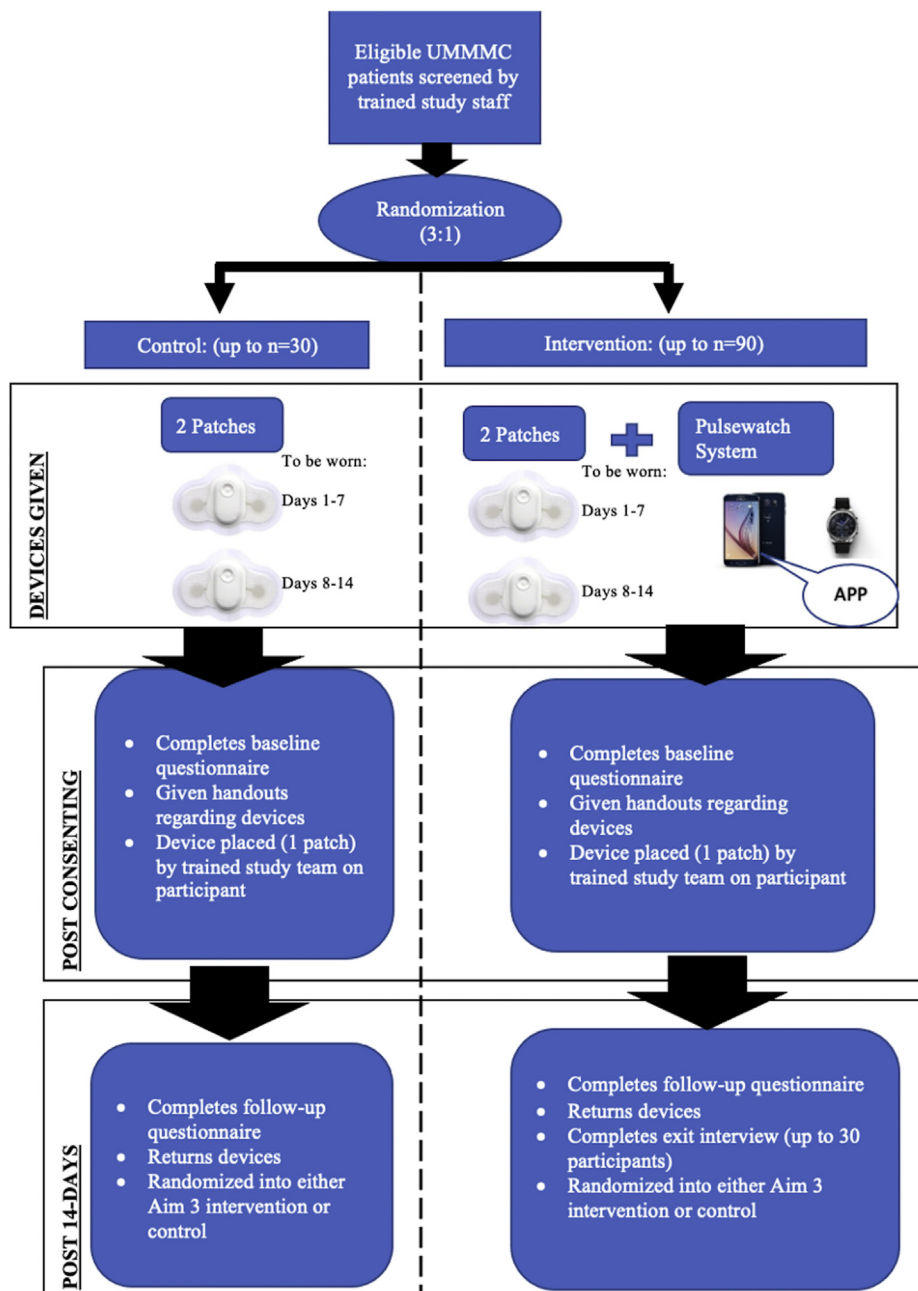 Eligible UMMMC
patients screened by
trained study staff
Randomization
(3:1)
Control: (up to n=30)
Intervention: (up to n=90)
DEVICES GIVEN
2 Patches
To be worn:
Days 1-7
Days 8-14
2 Patches
Pulsewatch
System
To be worn:
Days 1-7
Days 8-14
APP
POST CONSENTING
• Completes baseline
questionnaire
• Given handouts
regarding devices
• Device placed (1 patch)
by trained study team on
participant
• Completes baseline
questionnaire
• Given handouts regarding
devices
• Device placed (1 patch) by
trained study team on participant
POST 14-DAYS
• Completes follow-up
questionnaire
• Returns devices
• Randomized into either
Aim 3 intervention or
control
• Completes follow-up questionnaire
• Returns devices
• Completes exit interview (up to 30
participants)
• Randomized into either Aim 3
intervention or control